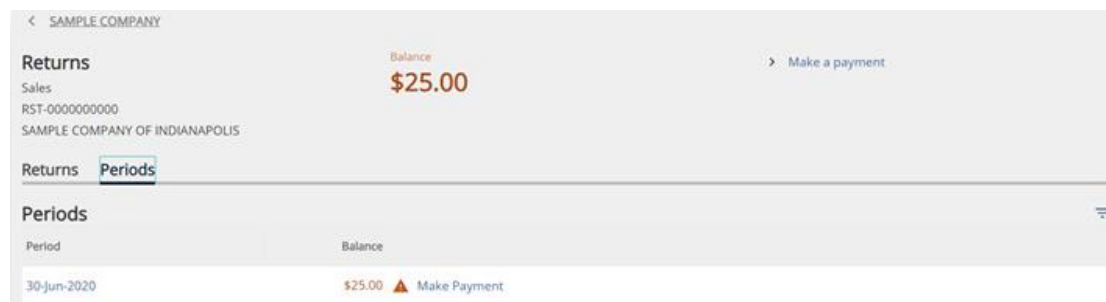 SAMPLE COMPANY
Returns
Balance
Make a payment
Sales
$25.00
RST-0000000000
SAMPLE COMPANY OF INDIANAPOLIS
Returns Periods
Periods
Period Balance
30-Jun-2020 $25.00 Make Payment